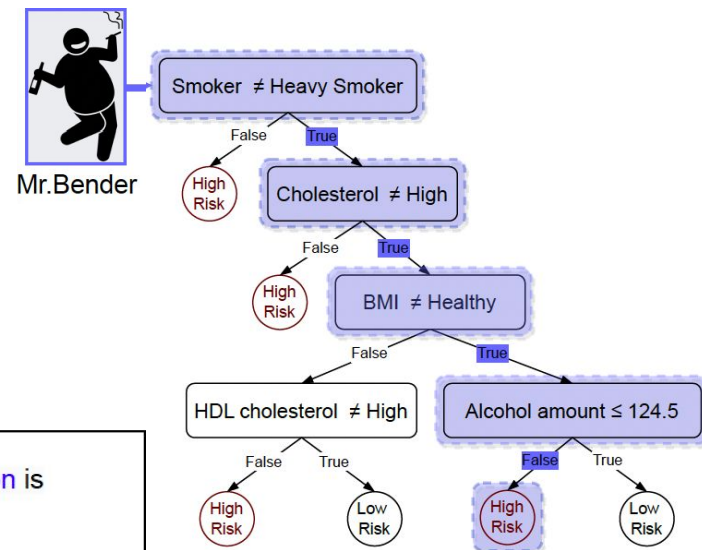 Smoker ≠ Heavy Smoker
False
True
Mr.Bender
High
Risk
Cholesterol ≠ High
False
True
High
Risk
BMI ≠ Healthy
False
True
HDL cholesterol ≠ High
Alcohol amount ≤ 124.5
n is
False
True
False
True
High
Risk
Low
Risk
High
Risk
Low
Risk